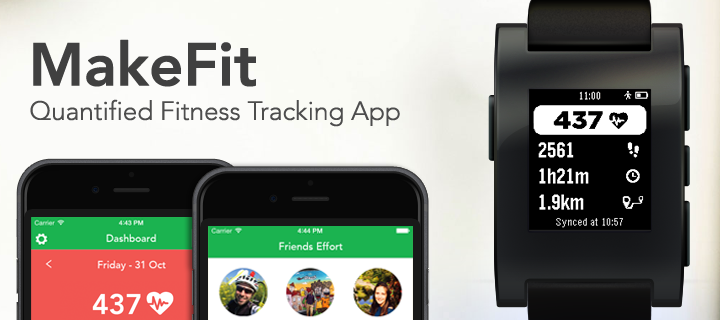 MakeFit
Quantified Fitness Tracking App
Carrier 4:43 PM
Dashboard
Friday - 31 Oct
437
Carrier 4:44 PM
Friends Effort
11:00
437
2561
1h21m
1.9km
Synced at 10:57